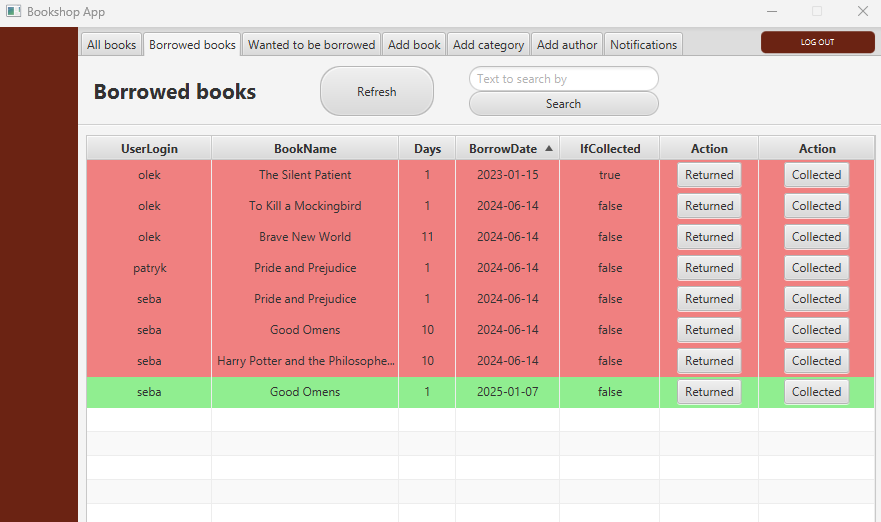 Bookshop App
All books Borrowed books Wanted to be borrowed Add book Add category Add author Notifications LOG OUT
Borrowed books Refresh Text to search by
Search
UserLogin BookName Days BorrowDate IfCollected Action Action
olek The Silent Patient 1 2023-01-15 true Returned Collected
olek To Kill a Mockingbird 1 2024-06-14 false Returned Collected
olek Brave New World 11 2024-06-14 false Returned Collected
patryk Pride and Prejudice 1 2024-06-14 false Returned Collected
seba Pride and Prejudice 1 2024-06-14 false Returned Collected
seba Good Omens 10 2024-06-14 false Returned Collected
seba Harry Potter and the Philosophe... 10 2024-06-14 false Returned Collected
seba Good Omens 1 2025-01-07 false Returned Collected